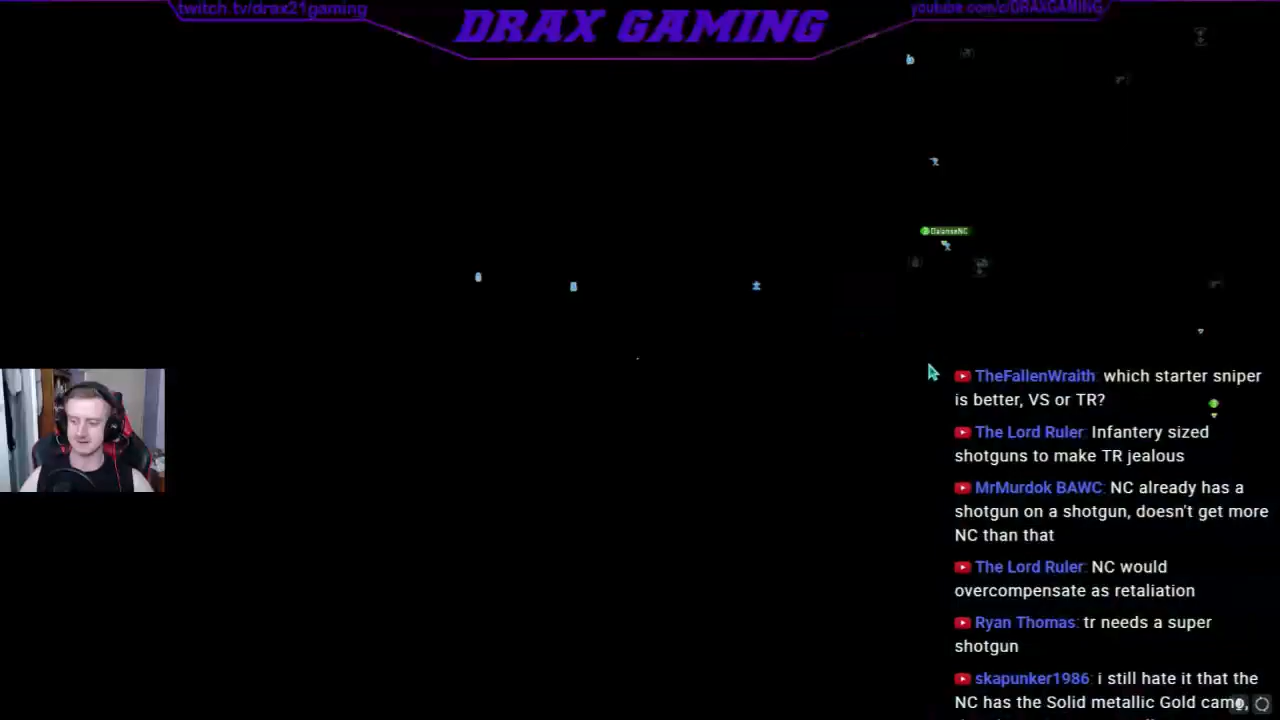 twitch.tv/drax21gaming
DRAX GAMING
youtube.com/c/DRAXGAMING
TheFallenWraith: which starter sniper
is better, VS or TR?
The Lord Ruler: Infantery sized
shotguns to make TR jealous
MrMurdok BAWC: NC already has a
shotgun on a shotgun, doesn't get more
NC than that
The Lord Ruler: NC would
overcompensate as retaliation
Ryan Thomas: tr needs a super
shotgun
skapunker1986: i still hate it that the
NC has the Solid metallic Gold camo,